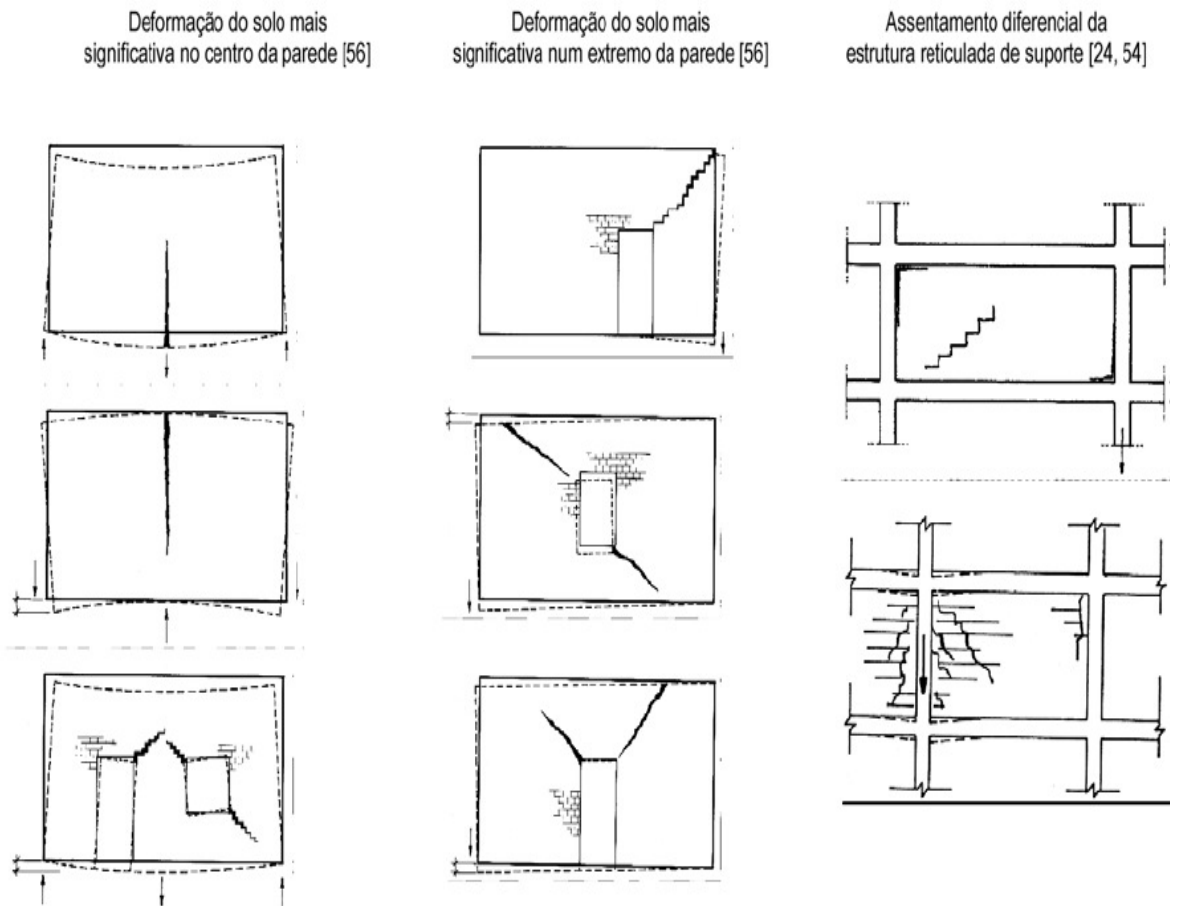 Deformação do solo mais
significativa no centro da parede [56]
Deformação do solo mais
significativa num extremo da parede [56]
Assentamento diferencial da
estrutura reticulada de suporte [24, 54]